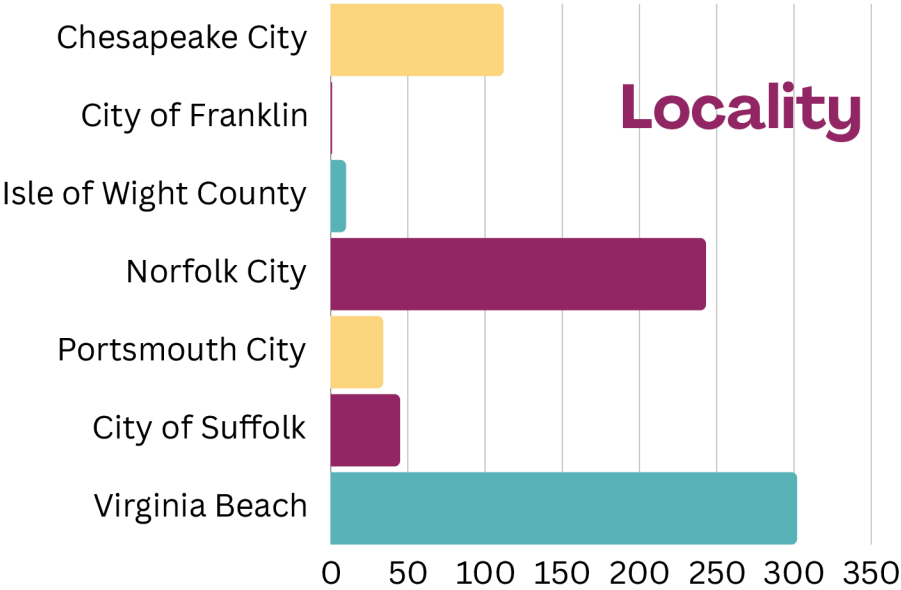 Chesapeake City
City of Franklin
Locality
Isle of Wight County
Norfolk City
Portsmouth City
City of Suffolk
Virginia Beach
0 50 100 150 200 250 300 350